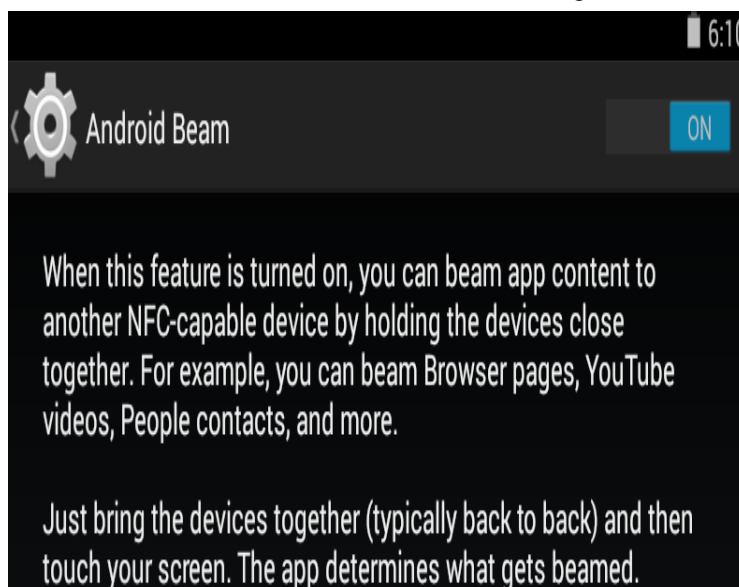 6:10
Android Beam
ON
When this feature is turned on, you can beam app content to
another NFC-capable device by holding the devices close
together. For example, you can beam Browser pages, YouTube
videos, People contacts, and more.
Just bring the devices together (typically back to back) and then
touch your screen. The app determines what gets beamed.